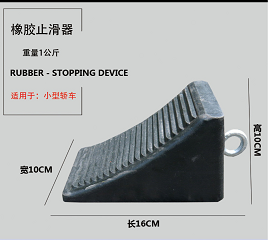 橡胶止滑器
重量1公斤
RUBBER - STOPPING DEVICE
适用于：小型轿车
宽10CM
高10CM
长16CM